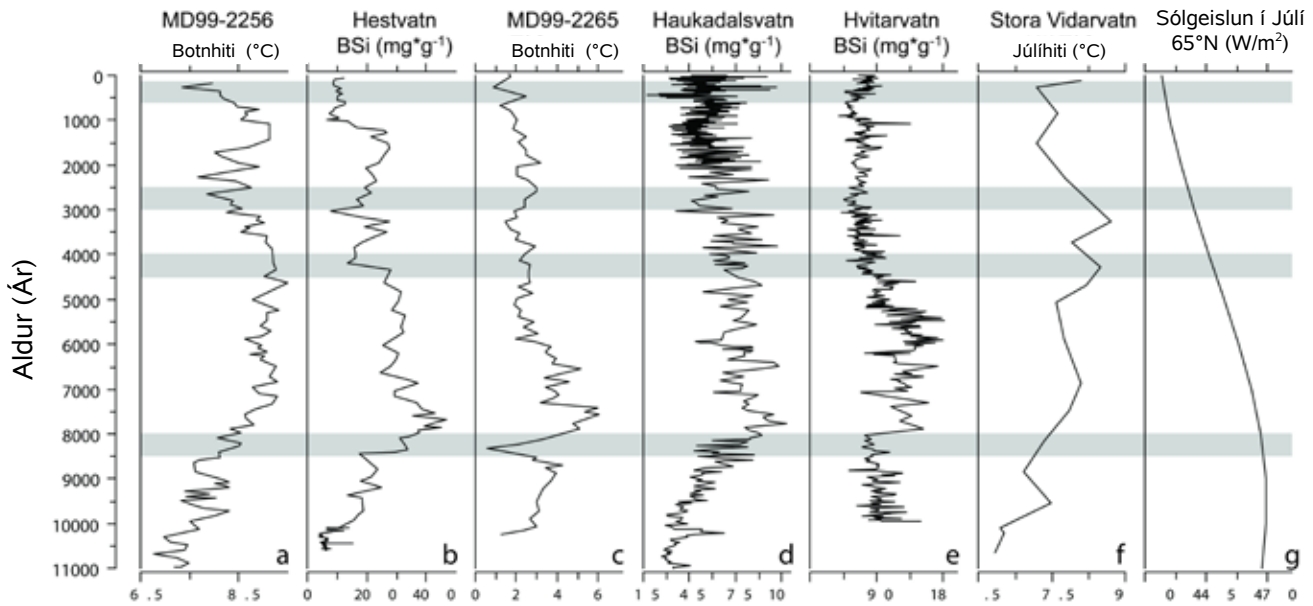 MD99-2256
Botnhiti (°C)
Hestvatn
BSi (mg*g-1)
MD99-2265
Botnhiti (°C)
Haukadalsvatn
BSi (mg*g-1)
Hvitarvatn
BSi (mg*g-1)
Stora Vidarvatn
Júlíhiti (°C)
Sólgeislun í Júlí
65°N (W/m2)
Aldur (Ár)
0
1000
2000
3000
4000
5000
6000
7000
8000
9000
10000
11000
a
b
c
d
e
f
g
6 .5 8 .5
0 20 40 0
0 2 4 6
1 5 4 5 7 5 0
9 0 18
.5 7.5 9
0 44 5 47 0